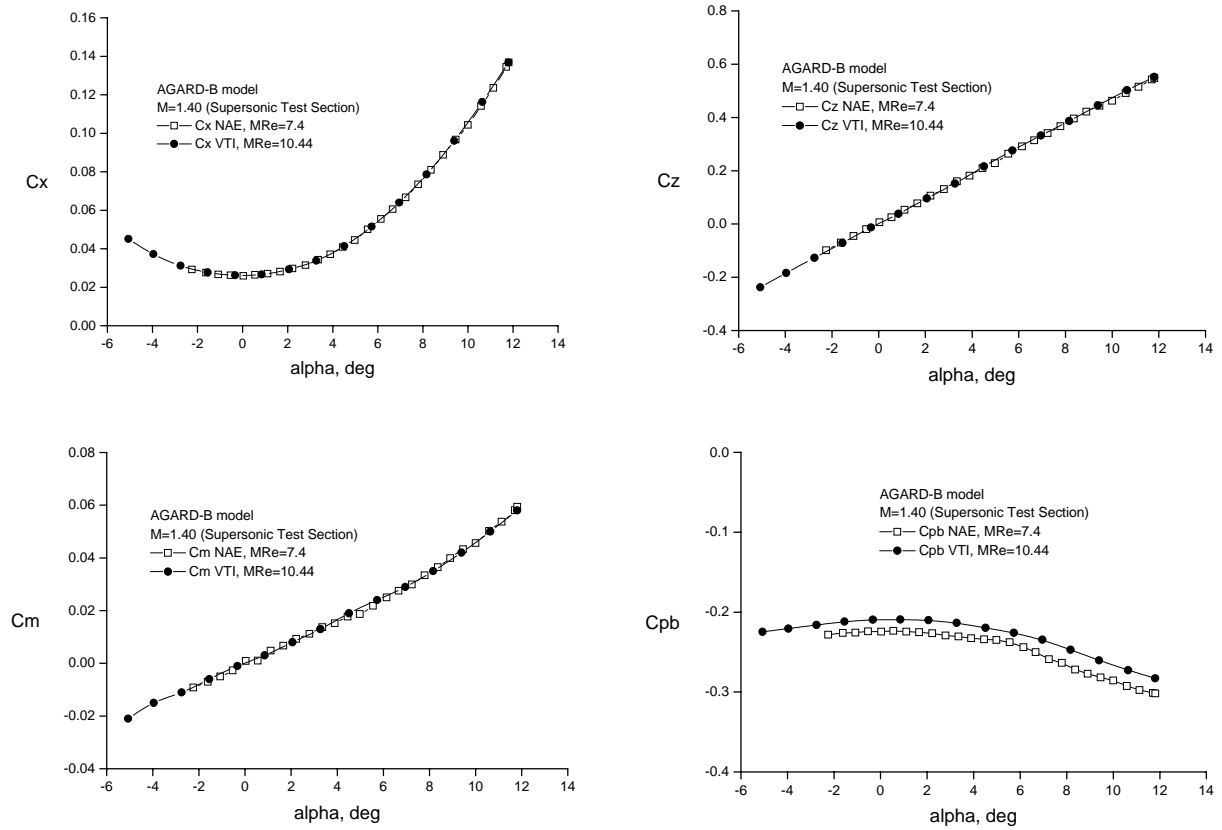 0.16
0.14
0.12
0.10
0.08
0.06
0.04
0.02
0.00
Cx
AGARD-B model
M=1.40 (Supersonic Test Section)
Cx NAE, MRe=7.4
Cx VTI, MRe=10.44
-6 -4 -2 0 2 4 6 8 10 12 14
alpha, deg
0.8
0.6
0.4
0.2
0.0
-0.2
-0.4
Cz
AGARD-B model
M=1.40 (Supersonic Test Section)
Cz NAE, MRe=7.4
Cz VTI, MRe=10.44
-6 -4 -2 0 2 4 6 8 10 12 14
alpha, deg
0.08
0.06
0.04
0.02
0.00
-0.02
-0.04
Cm
AGARD-B model
M=1.40 (Supersonic Test Section)
Cm NAE, MRe=7.4
Cm VTI, MRe=10.44
-6 -4 -2 0 2 4 6 8 10 12 14
alpha, deg
0.0
-0.1
-0.2
-0.3
-0.4
Cpb
AGARD-B model
M=1.40 (Supersonic Test Section)
Cpb NAE, MRe=7.4
Cpb VTI, MRe=10.44
-6 -4 -2 0 2 4 6 8 10 12 14
alpha, deg